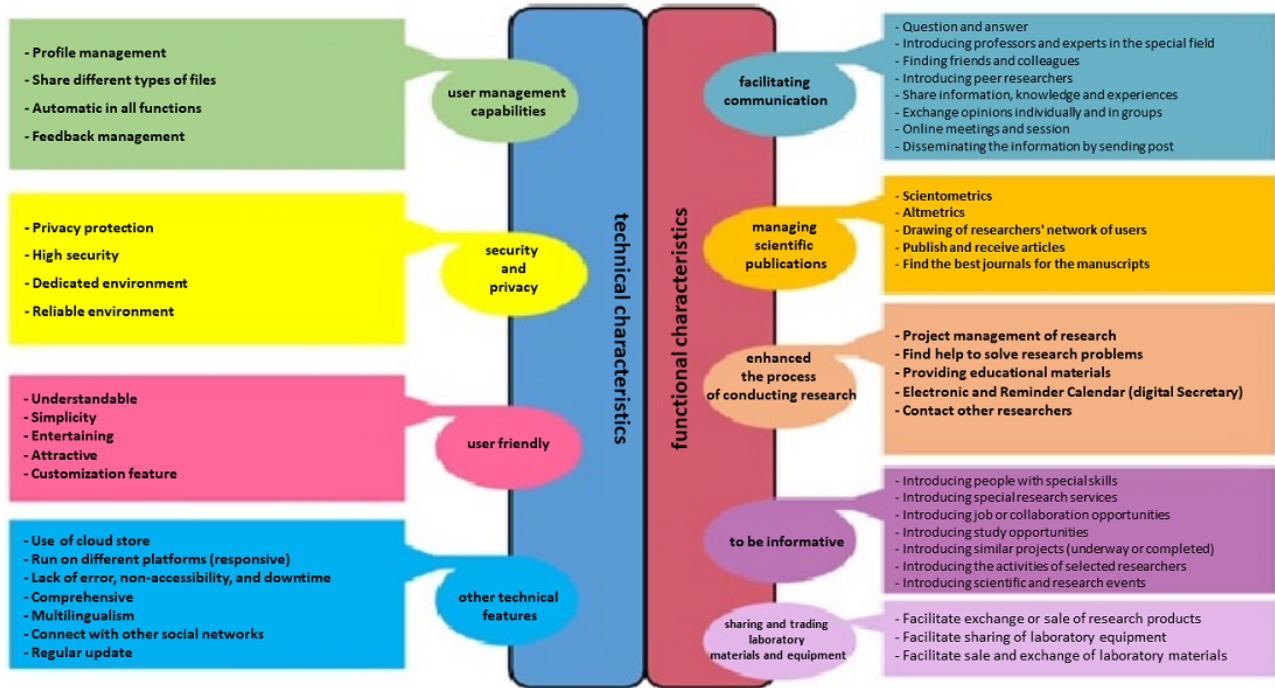 - Profile management
- Share different types of files
- Automatic in all functions
- Feedback management
user management
capabilities
- Privacy protection
- High security
- Dedicated environment
- Reliable environment
security
and
privacy
- Understandable
- Simplicity
- Entertaining
- Attractive
- Customization feature
user friendly
- Use of cloud store
- Run on different platforms (responsive)
- Lack of error, non-accessibility, and downtime
- Comprehensive
- Multilingualism
- Connect with other social networks
- Regular update
other technical
features
technical characteristics
functional characteristics
facilitating
communication
- Question and answer
- Introducing professors and experts in the special field
- Finding friends and colleagues
- Introducing peer researchers
- Share information, knowledge and experiences
- Exchange opinions individually and in groups
- Online meetings and session
- Disseminating the information by sending post
managing
scientific
publications
- Scientometrics
- Altmetrics
- Drawing of researchers' network of users
- Publish and receive articles
- Find the best journals for the manuscripts
enhanced
the process
of conducting research
- Project management of research
- Find help to solve research problems
- Providing educational materials
- Electronic and Reminder Calendar (digital Secretary)
- Contact other researchers
to be informative
- Introducing people with special skills
- Introducing special research services
- Introducing job or collaboration opportunities
- Introducing study opportunities
- Introducing similar projects (underway or completed)
- Introducing the activities of selected researchers
- Introducing scientific and research events
sharing and trading
laboratory
materials and equipment
- Facilitate exchange or sale of research products
- Facilitate sharing of laboratory equipment
- Facilitate sale and exchange of laboratory materials